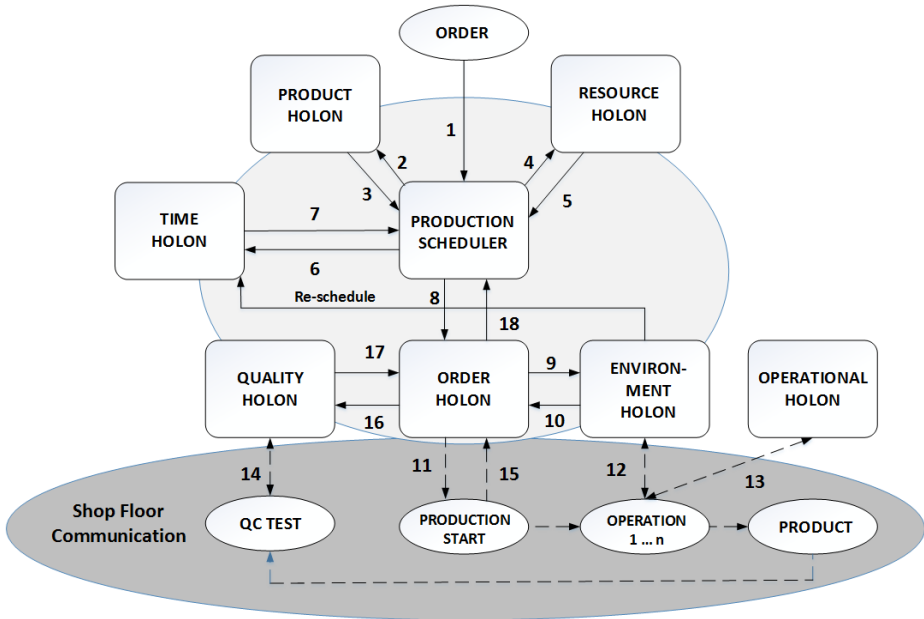 ORDER
PRODUCT
HOLON
RESOURCE
HOLON
1
2
4
3
5
TIME
HOLON
7
PRODUCTION
SCHEDULER
6
Re-schedule
8
18
17
9
QUALITY
HOLON
ORDER
HOLON
ENVIRON-
MENT
HOLON
OPERATIONAL
HOLON
16
10
11
15
14
12
13
Shop Floor
Communication
QC TEST
PRODUCTION
START
OPERATION
1 ... n
PRODUCT